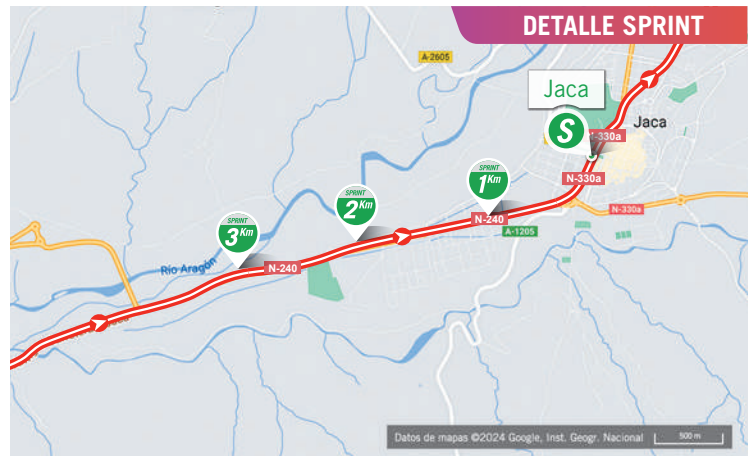 DETALLE SPRINT
A-2605
Jaca
S
N-330a
Jaca
N-330a
SPRINT
1Km
N-330a
N-240
A-1205
SPRINT
2Km
SPRINT
3Km
N-240
Río Aragón
Datos de mapas ©2024 Google, Inst. Geogr. Nacional
500 m